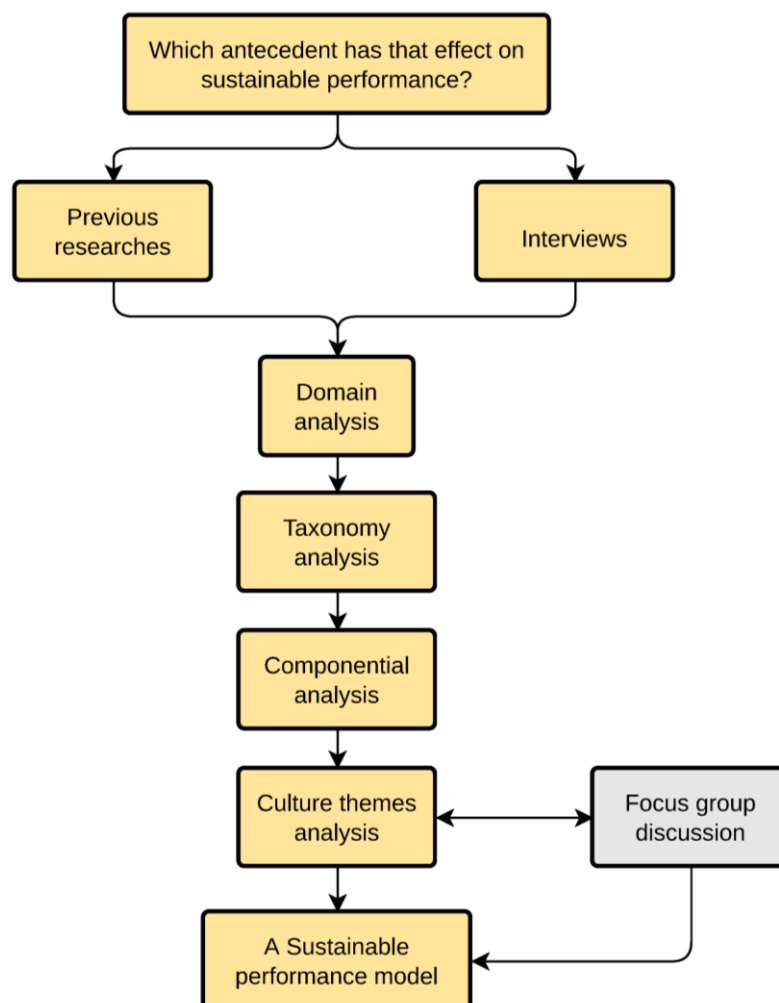 Which antecedent has that effect on
sustainable performance?
Previous
researches
Interviews
Domain
analysis
Taxonomy
analysis
Componential
analysis
Culture themes
analysis
Focus group
discussion
A Sustainable
performance model